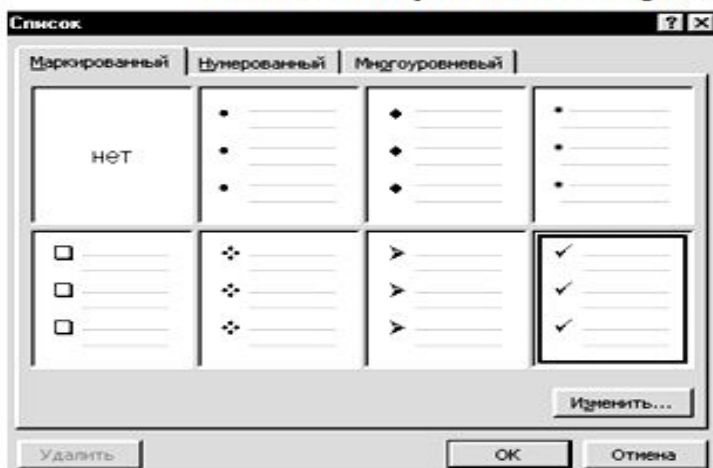 Список
Маркированный Нумерованный Многоуровневый
нет
Изменить...
Удалить ОК Отмена